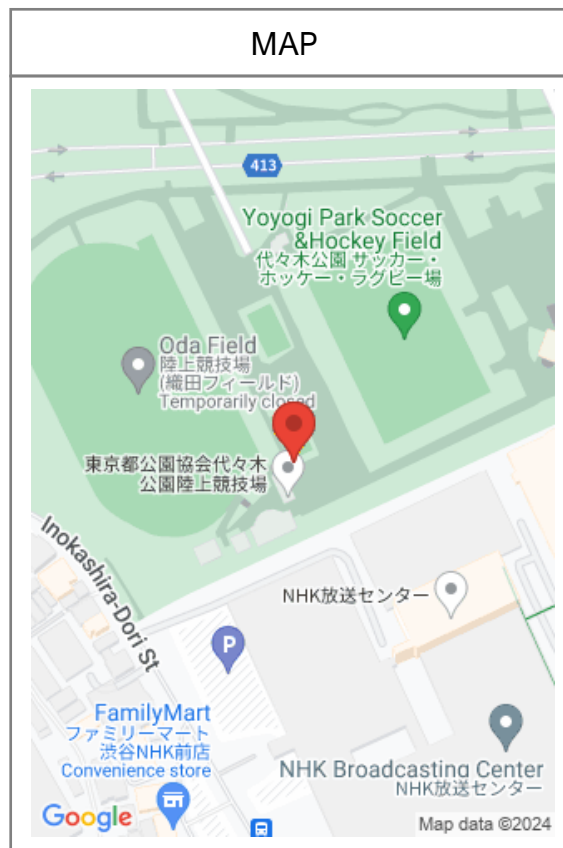 MAP
413
Yoyogi Park Soccer
&Hockey Field
代々木公園 サッカー・
ホッケー・ラグビー場
Oda Field
陸上競技場
(織田フィールド)
Temporarily closed
東京都公園協会代々木
公園陸上競技場
Inokashira-Dori St
NHK放送センター
P
FamilyMart
ファミリーマート
渋谷NHK前店
Convenience store
NHK Broadcasting Center
NHK放送センター
Google
Map data ©2024